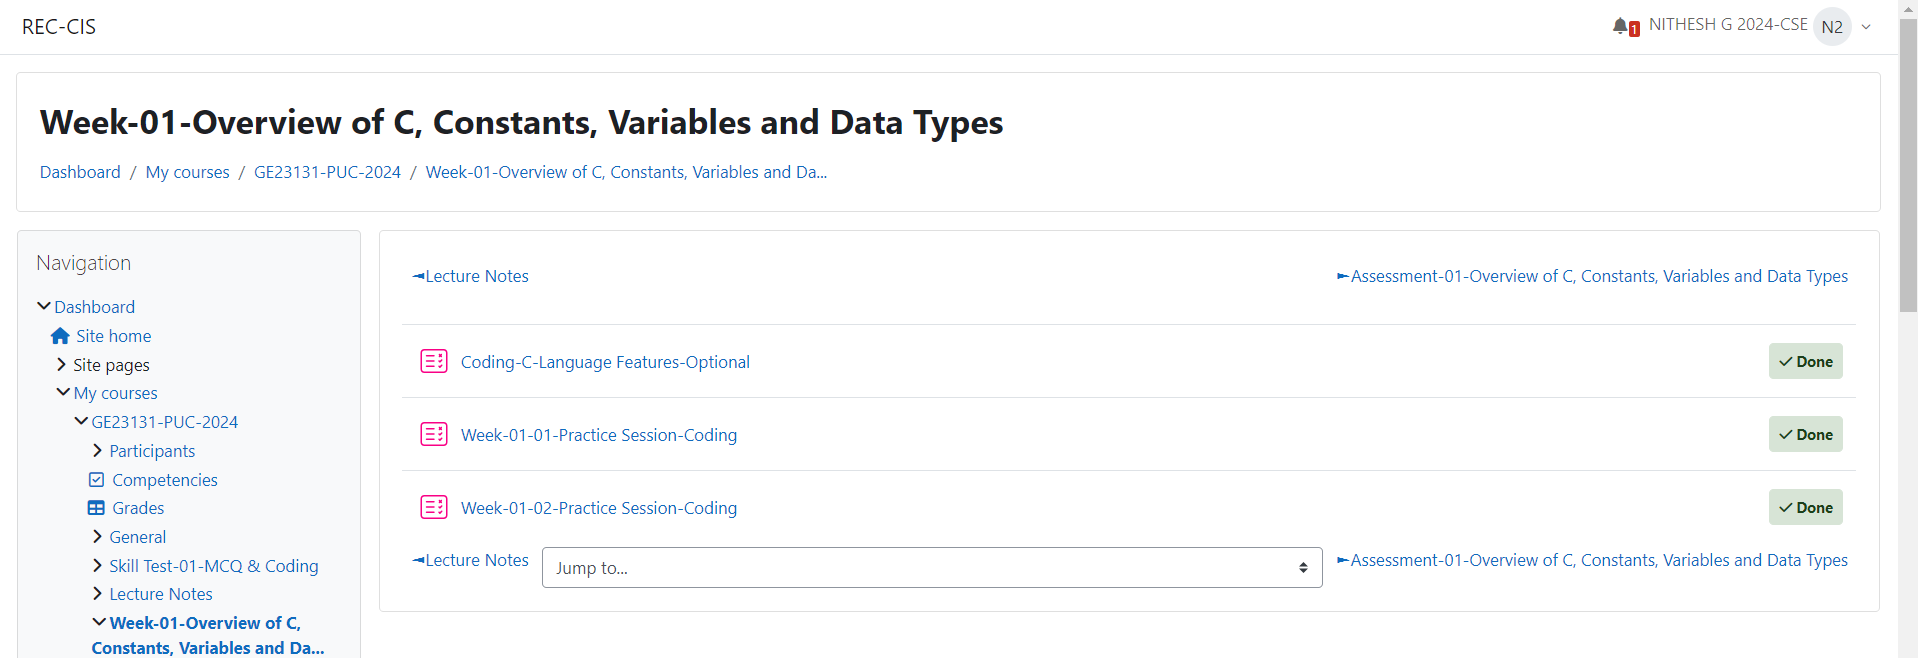 REC-CIS
1 NITHESH G 2024-CSE N2
Week-01-Overview of C, Constants, Variables and Data Types
Dashboard / My courses / GE23131-PUC-2024 / Week-01-Overview of C, Constants, Variables and Da...
Navigation
Dashboard
Site home
Site pages
My courses
GE23131-PUC-2024
Participants
Competencies
Grades
General
Skill Test-01-MCQ & Coding
Lecture Notes
Week-01-Overview of C,
Constants, Variables and Da...
◄Lecture Notes
►Assessment-01-Overview of C, Constants, Variables and Data Types
Coding-C-Language Features-Optional
✓ Done
Week-01-01-Practice Session-Coding
✓ Done
Week-01-02-Practice Session-Coding
✓ Done
◄Lecture Notes
Jump to...
►Assessment-01-Overview of C, Constants, Variables and Data Types